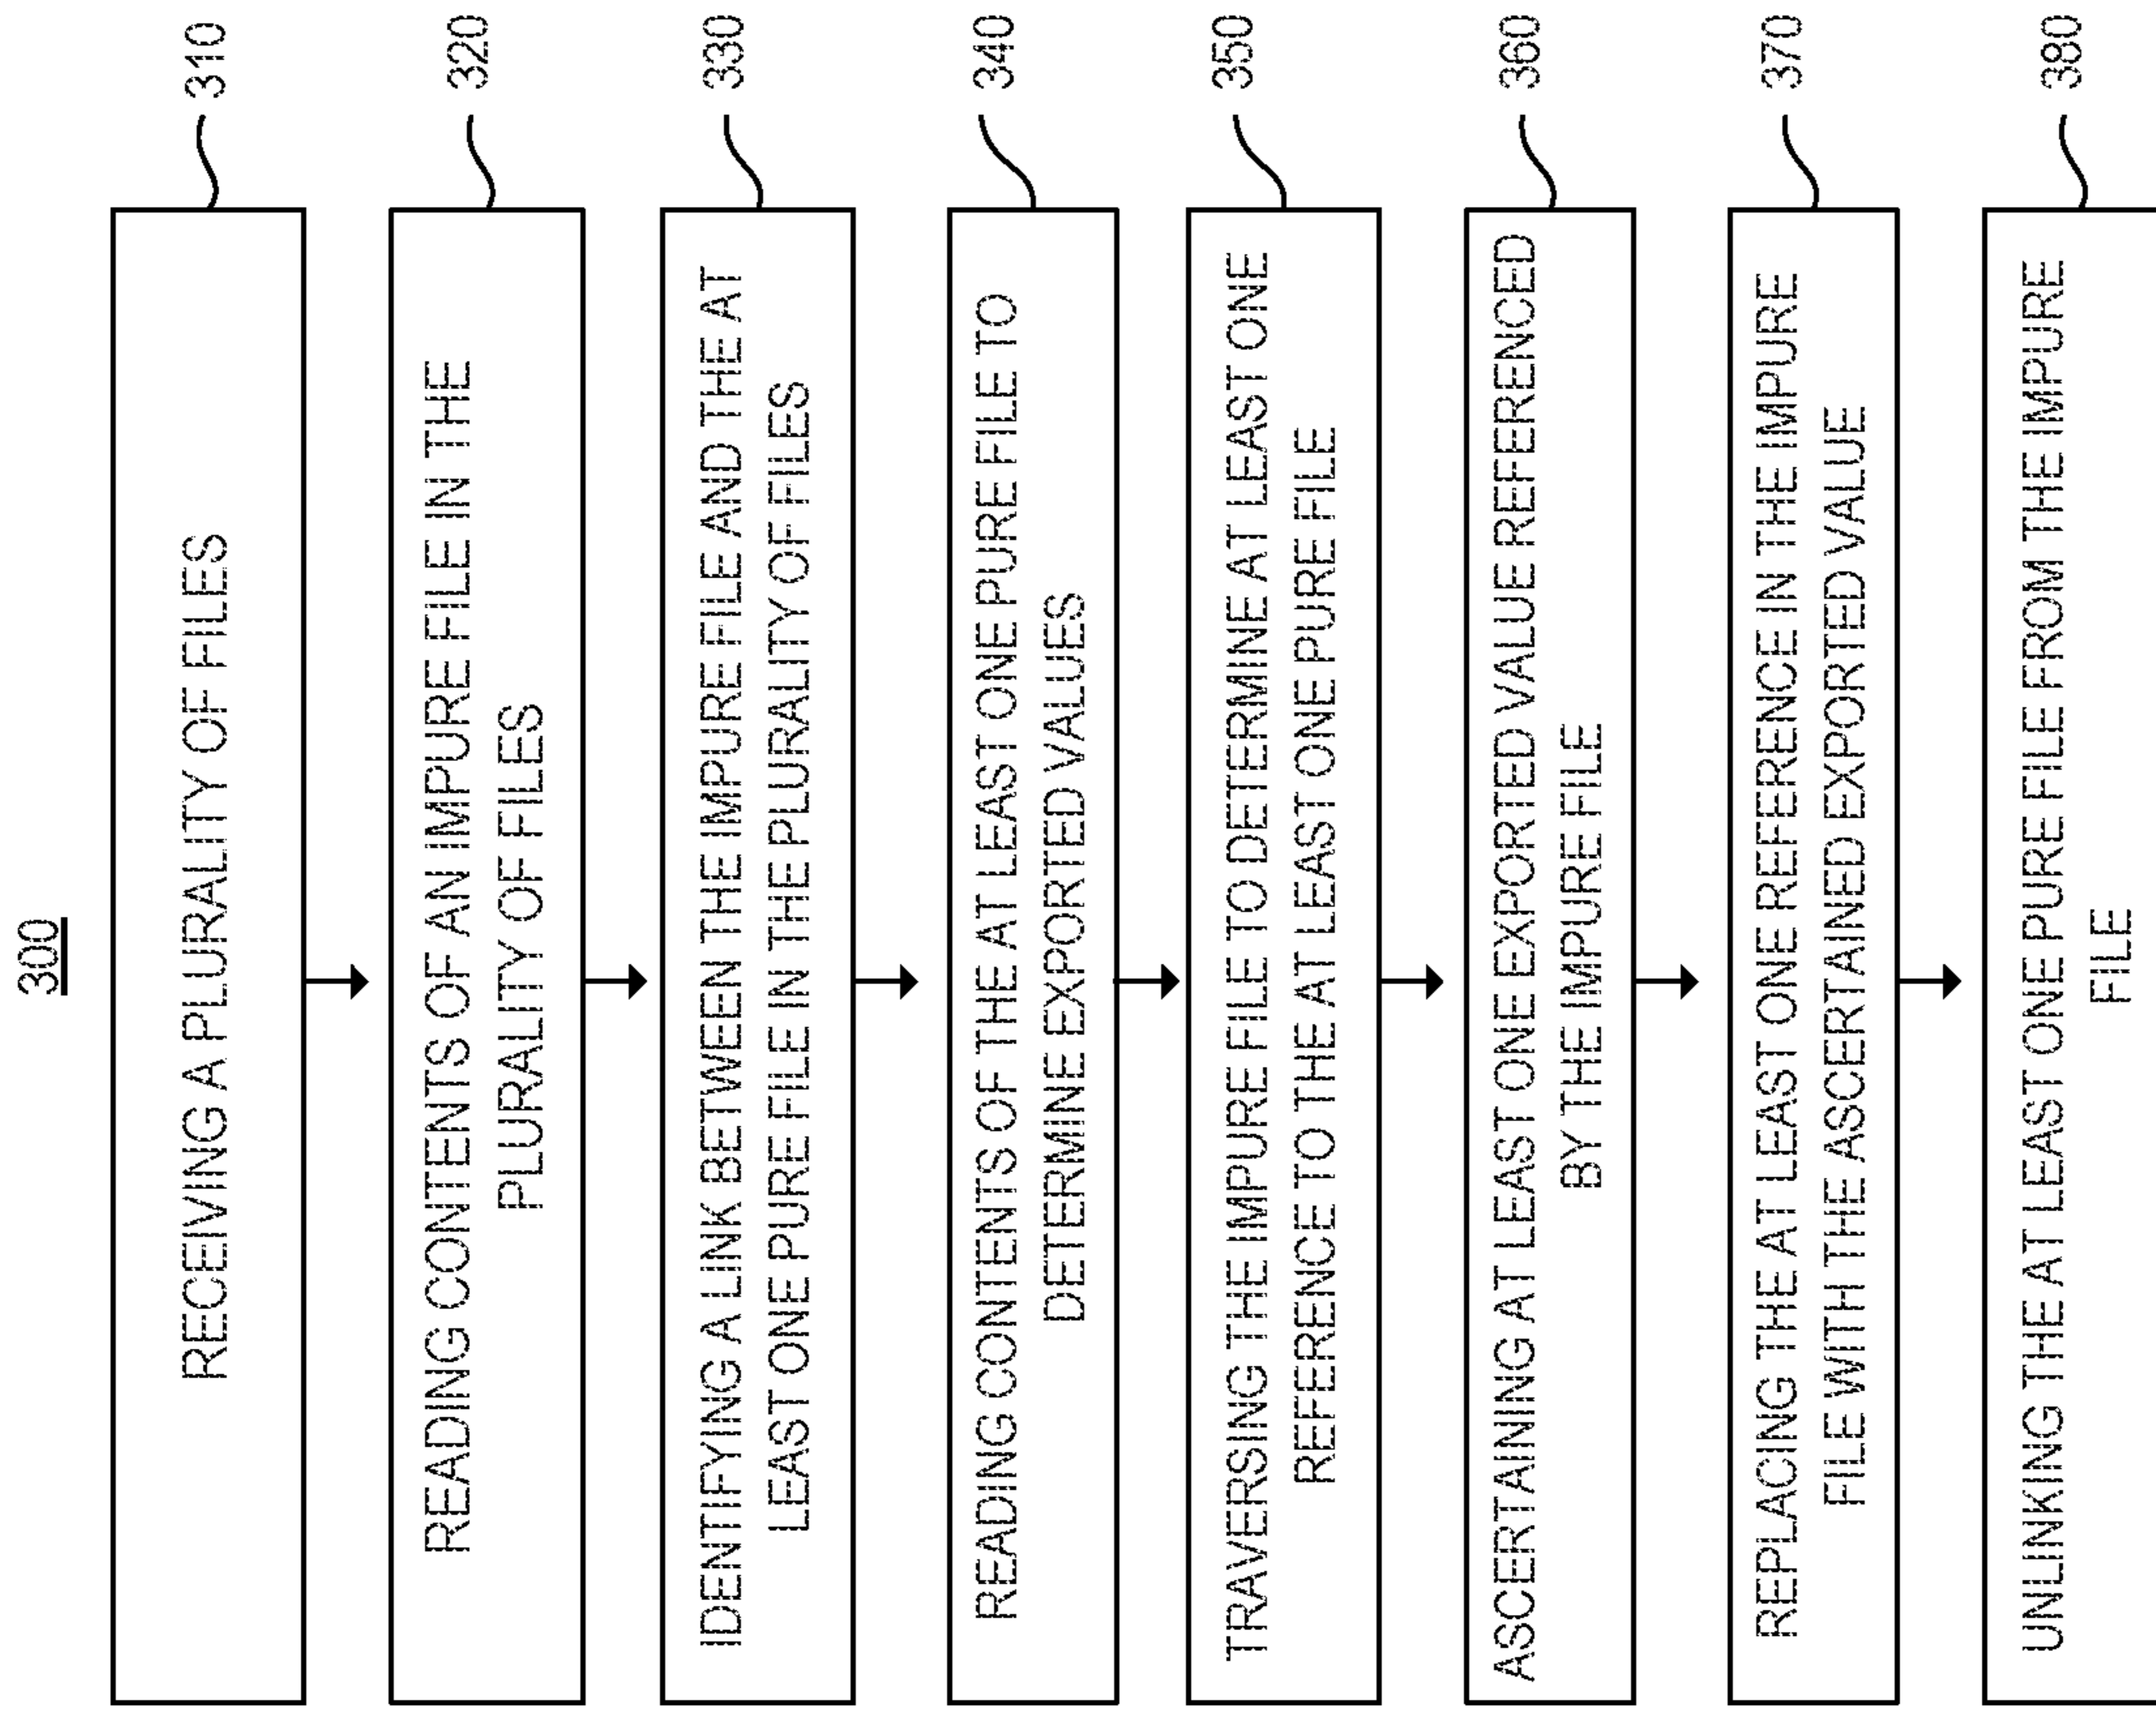 300
RECEIVING A PLURALITY OF FILES
310
READING CONTENTS OF AN IMPURE FILE IN THE
PLURALITY OF FILES
320
IDENTIFYING A LINK BETWEEN THE IMPURE FILE AND THE AT
LEAST ONE PURE FILE IN THE PLURALITY OF FILES
330
READING CONTENTS OF THE AT LEAST ONE PURE FILE TO
DETERMINE EXPORTED VALUES
340
TRAVERSING THE IMPURE FILE TO DETERMINE AT LEAST ONE
REFERENCE TO THE AT LEAST ONE PURE FILE
350
ASCERTAINING AT LEAST ONE EXPORTED VALUE REFERENCED
BY THE IMPURE FILE
360
REPLACING THE AT LEAST ONE REFERENCE IN THE IMPURE
FILE WITH THE ASCERTAINED EXPORTED VALUE
370
UNLINKING THE AT LEAST ONE PURE FILE FROM THE IMPURE
FILE
380